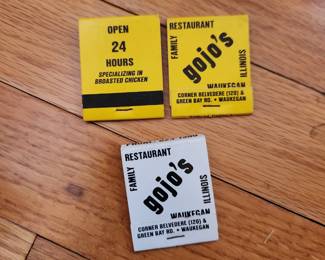 OPEN
24
HOURS
SPECIALIZING IN
BROASTED CHICKEN
RESTAURANT
FAMILY
gojo's
ILLINOIS
WAUKEGAN
CORNER BELVEDERE (120) &
GREEN BAY RD. • WAUKEGAN
RESTAURANT
FAMILY
gojo's
ILLINOIS
WAUKEGAN
CORNER BELVEDERE (120) &
GREEN BAY RD. • WAUKEGAN